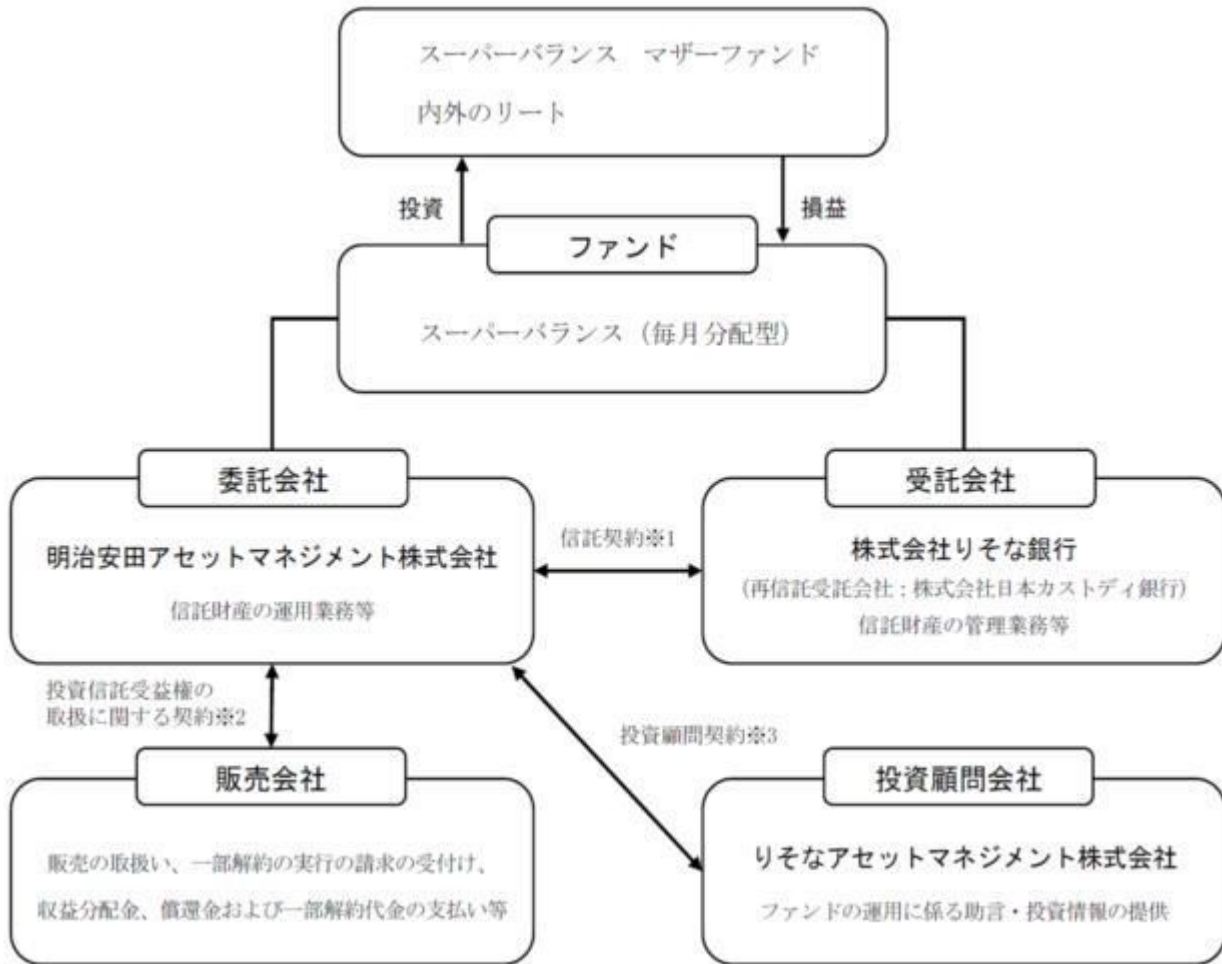 スーパーバランス　マザーファンド
内外のリート
投資
損益
ファンド
スーパーバランス（毎月分配型）
委託会社
明治安田アセットマネジメント株式会社
信託財産の運用業務等
信託契約※1
受託会社
株式会社りそな銀行
（再信託受託会社：株式会社日本カストディ銀行）
信託財産の管理業務等
投資信託受益権の
取扱に関する契約※2
投資顧問契約※3
販売会社
販売の取扱い、一部解約の実行の請求の受付け、
収益分配金、償還金および一部解約代金の支払い等
投資顧問会社
りそなアセットマネジメント株式会社
ファンドの運用に係る助言・投資情報の提供